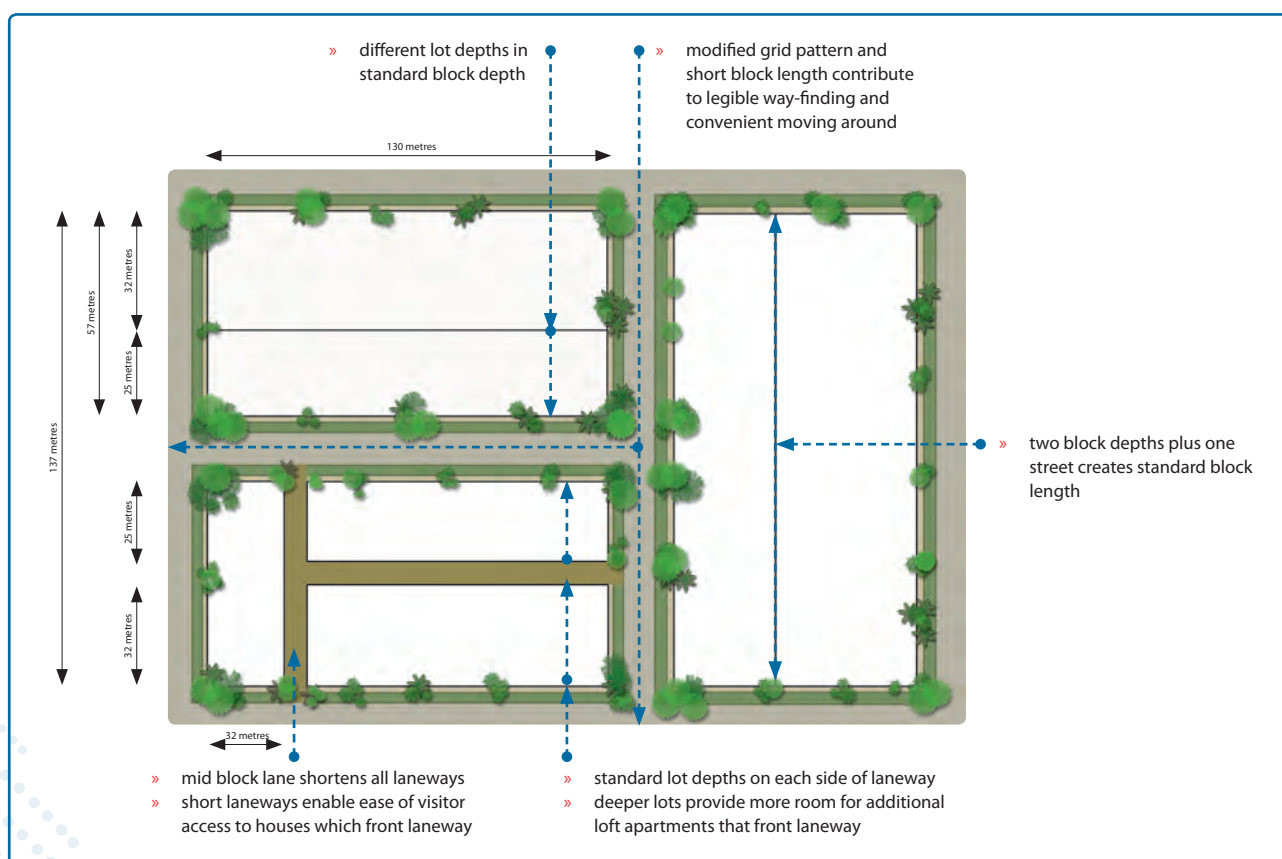 » different lot depths in
standard block depth
» modified grid pattern and
short block length contribute
to legible way-finding and
convenient moving around
130 metres
32 metres
57 metres
25 metres
137 metres
» two block depths plus one
street creates standard block
length
25 metres
32 metres
32 metres
» mid block lane shortens all laneways
» short laneways enable ease of visitor
access to houses which front laneway
» standard lot depths on each side of laneway
» deeper lots provide more room for additional
loft apartments that front laneway